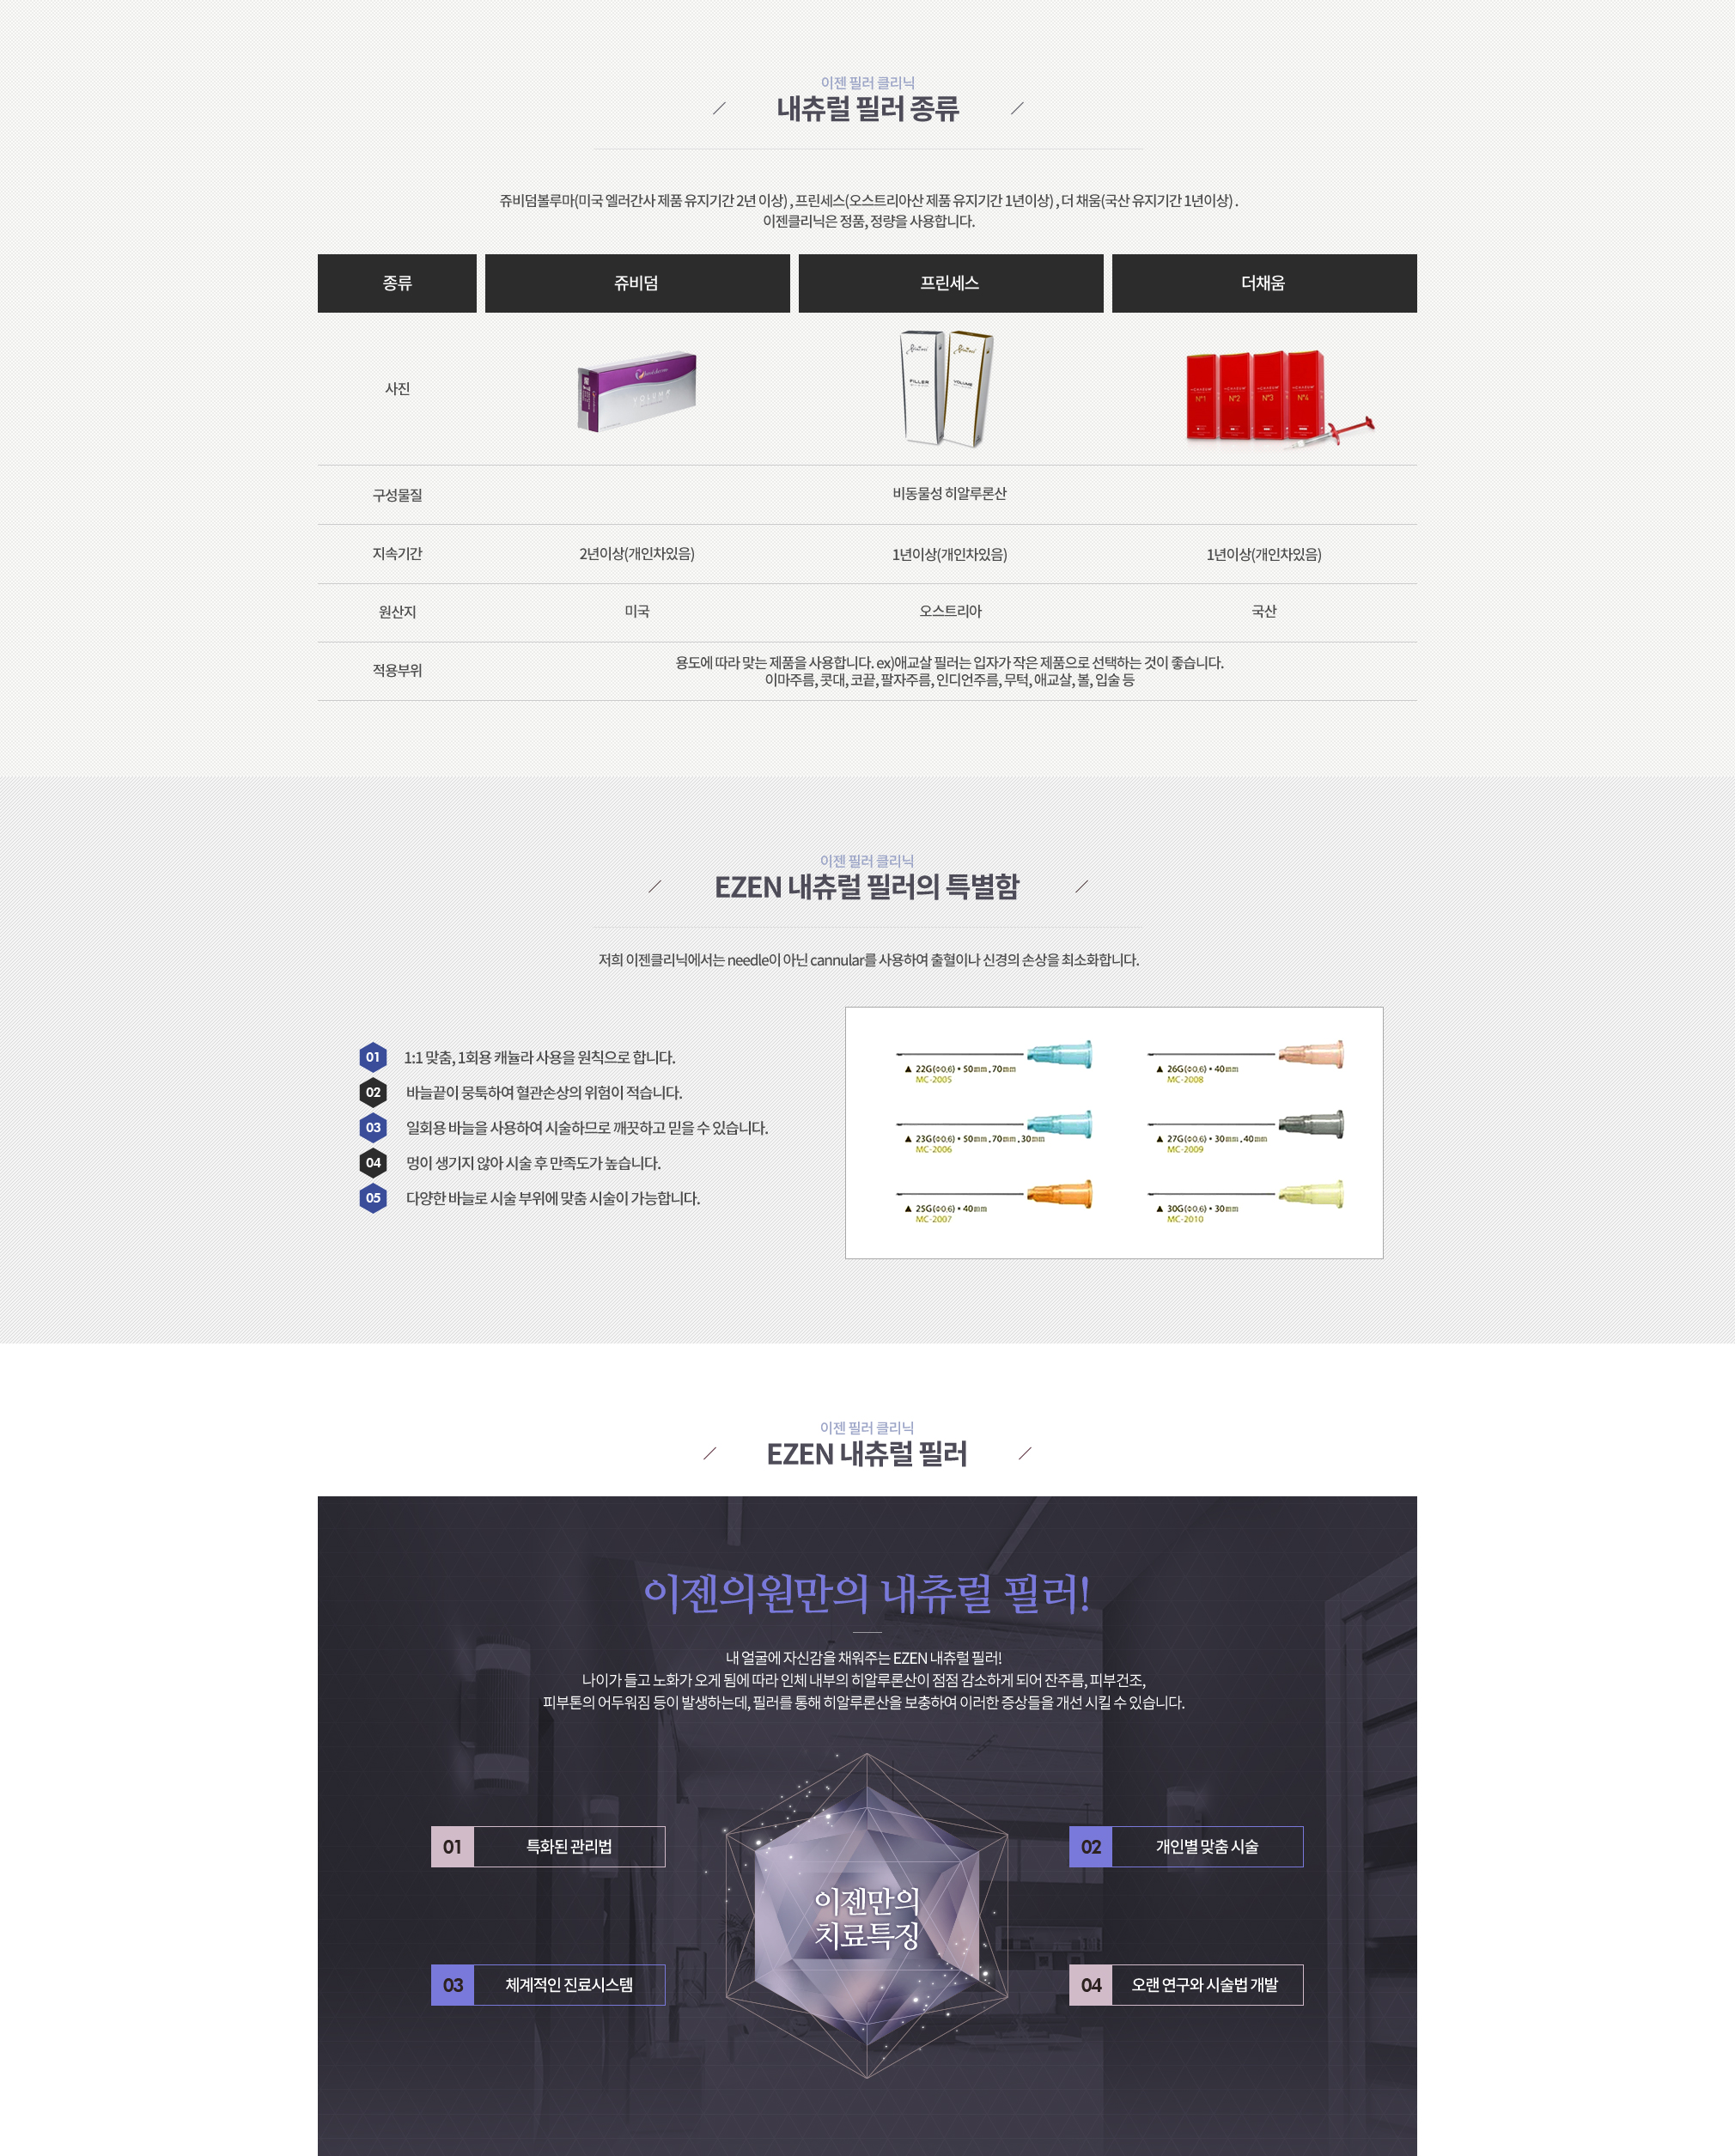 이젠 필러 클리닉
내츄럴 필러 종류
쥬비덤볼루마(미국 엘러간사 제품 유지기간 2년 이상) , 프린세스(오스트리아산 제품 유지기간 1년이상) , 더 채움(국산 유지기간 1년이상) .
이젠클리닉은 정품, 정량을 사용합니다.
종류 쥬비덤 프린세스 더채움
사진
VOLUMA
FILLER VOLUME
N°1 N°2 N°3 N°4
구성물질 비동물성 히알루론산
지속기간 2년이상(개인차있음) 1년이상(개인차있음) 1년이상(개인차있음)
원산지 미국 오스트리아 국산
적용부위
용도에 따라 맞는 제품을 사용합니다. ex)애교살 필러는 입자가 작은 제품으로 선택하는 것이 좋습니다.
이마주름, 콧대, 코끝, 팔자주름, 인디언주름, 무턱, 애교살, 볼, 입술 등
이젠 필러 클리닉
EZEN 내츄럴 필러의 특별함
저희 이젠클리닉에서는 needle이 아닌 cannular를 사용하여 출혈이나 신경의 손상을 최소화합니다.
01 1:1 맞춤, 1회용 캐뉼라 사용을 원칙으로 합니다.
02 바늘끝이 뭉툭하여 혈관손상의 위험이 적습니다.
03 일회용 바늘을 사용하여 시술하므로 깨끗하고 믿을 수 있습니다.
04 멍이 생기지 않아 시술 후 만족도가 높습니다.
05 다양한 바늘로 시술 부위에 맞춤 시술이 가능합니다.
▲ 22G(Φ0.6) • 50mm,70mm
MC-2005
▲ 26G(Φ0.6) • 40mm
MC-2008
▲ 23G(Φ0.6) • 50mm,70mm,30mm
MC-2006
▲ 27G(Φ0.6) • 30mm,40mm
MC-2009
▲ 25G(Φ0.6) • 40mm
MC-2007
▲ 30G(Φ0.6) • 30mm
MC-2010
이젠 필러 클리닉
EZEN 내츄럴 필러
이젠의원만의 내츄럴 필러!
내 얼굴에 자신감을 채워주는 EZEN 내츄럴 필러!
나이가 들고 노화가 오게 됨에 따라 인체 내부의 히알루론산이 점점 감소하게 되어 잔주름, 피부건조,
피부톤의 어두워짐 등이 발생하는데, 필러를 통해 히알루론산을 보충하여 이러한 증상들을 개선 시킬 수 있습니다.
01 특화된 관리법
02 개인별 맞춤 시술
이젠만의
치료특징
03 체계적인 진료시스템
04 오랜 연구와 시술법 개발